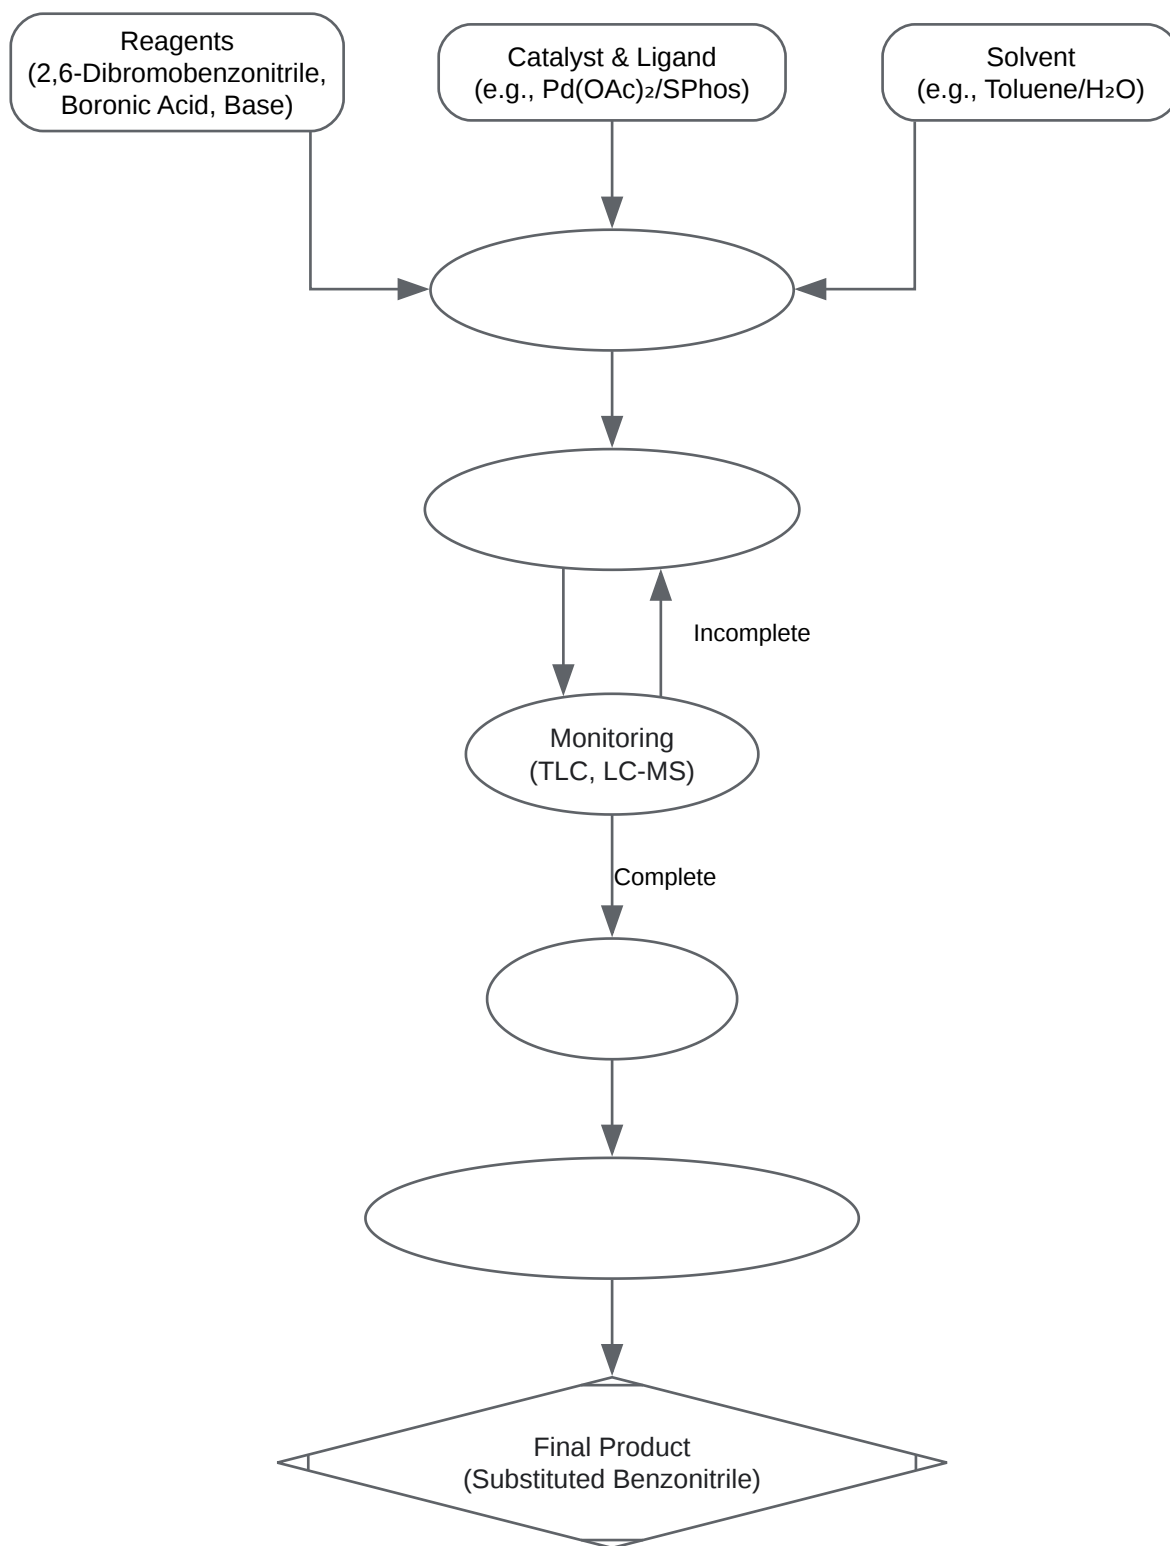 Reagents
(2,6-Dibromobenzonitrile,
Boronic Acid, Base)
Catalyst & Ligand
(e.g., Pd(OAc)₂/SPhos)
Solvent
(e.g., Toluene/H₂O)
Incomplete
Monitoring
(TLC, LC-MS)
Complete
Final Product
(Substituted Benzonitrile)